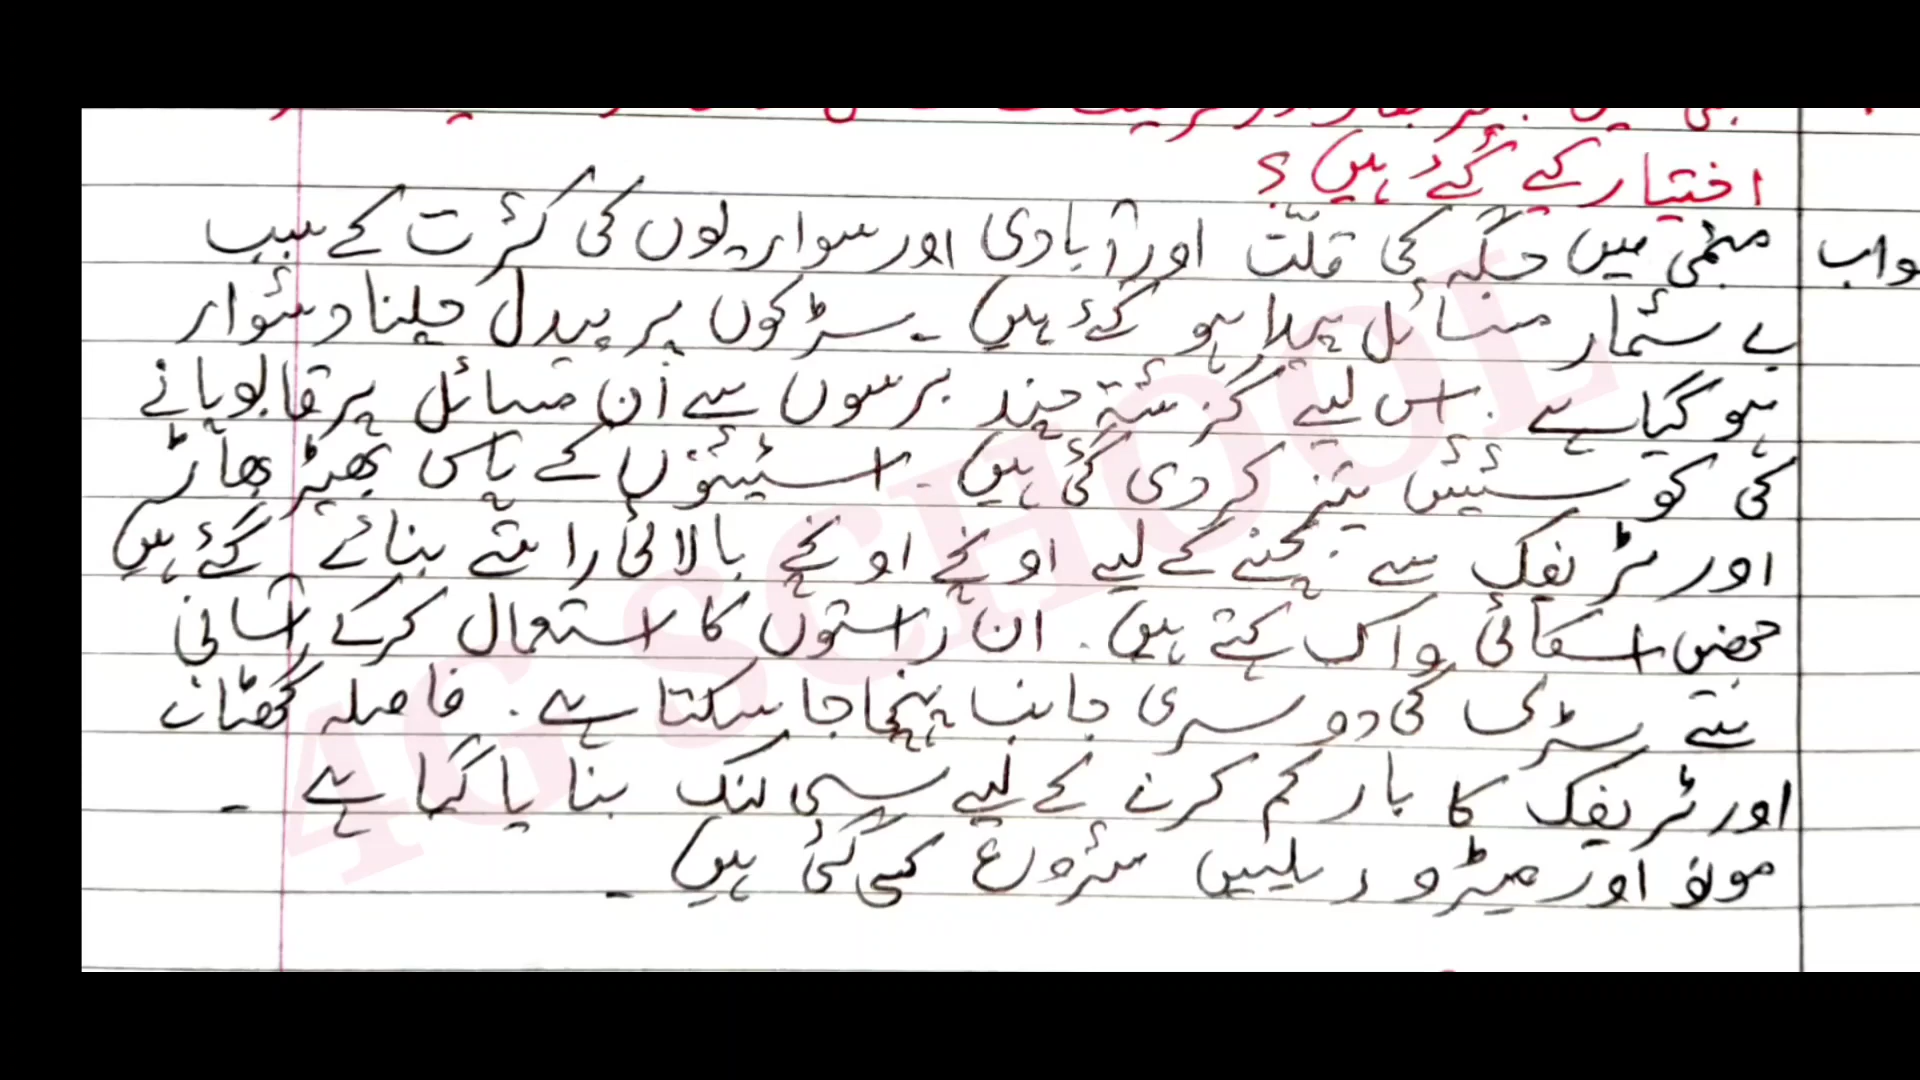 اختیار کیے گئے ہیں؟
جواب ممبئی میں جگہ کی قلّت اور آبادی اور سواریوں کی کثرت کے سبب
بے شمار مسائل پیدا ہو گئے ہیں ۔ سڑکوں پر پیدل چلنا دشوار
ہو گیا ہے ۔ اس لیے گزشتہ چند برسوں سے اُن مسائل پر قابو پانے
کی کوششیں تیز کر دی گئی ہیں ۔ اسٹیشنوں کے پاس بھیڑ بھاڑ
اور ٹریفک سے بچنے کے لیے اونچے اونچے بالائی راستے بنائے گئے ہیں
جنھیں اسکائی واک کہتے ہیں ۔ ان راستوں کا استعمال کرکے آسانی
سے سڑک کی دوسری جانب پہنچا جا سکتا ہے ۔ فاصلہ گھٹانے
اور ٹریفک کا بار کم کرنے کے لیے سی لنک بنایا گیا ہے ۔
مونو اور میٹرو ریلیں شروع کی گئی ہیں ۔
4G SCHOOL